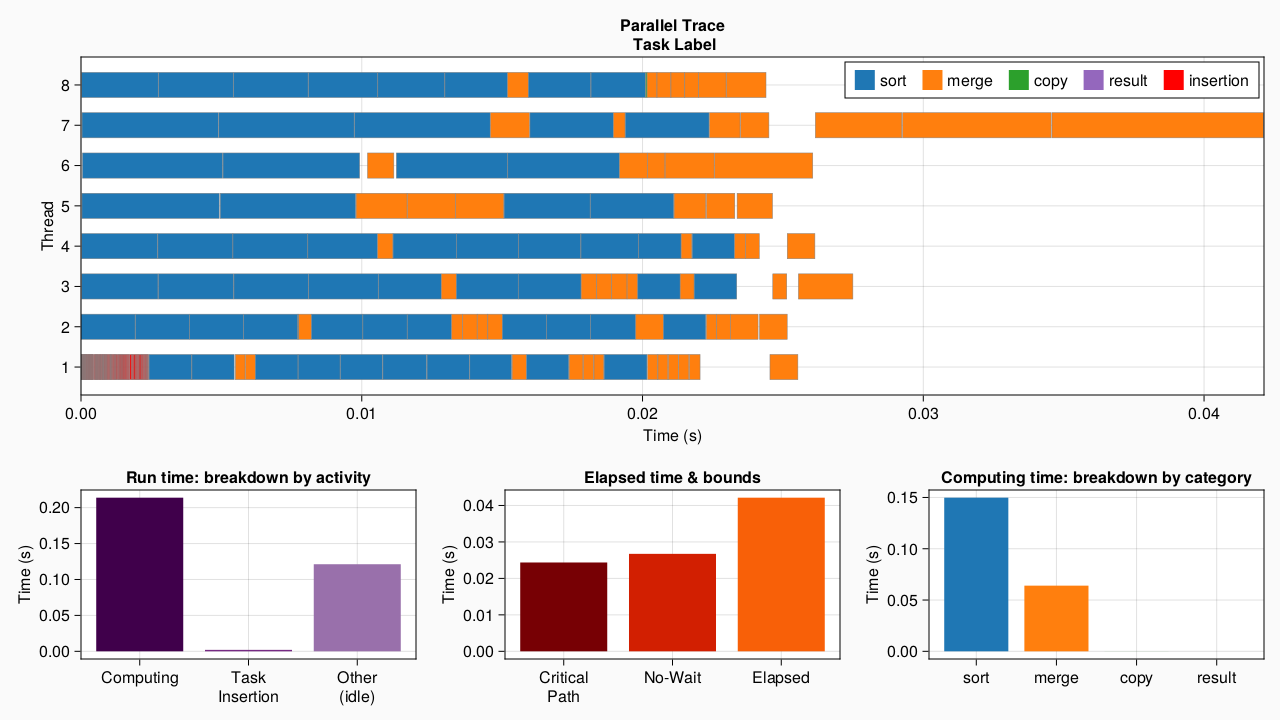 Parallel Trace
Task Label
sort merge copy result insertion
Thread
8
7
6
5
4
3
2
1
0.00 0.01 0.02 0.03 0.04
Time (s)
Run time: breakdown by activity
Time (s)
0.20
0.15
0.10
0.05
0.00
Computing Task Insertion Other (idle)
Elapsed time & bounds
Time (s)
0.04
0.03
0.02
0.01
0.00
Critical Path No-Wait Elapsed
Computing time: breakdown by category
Time (s)
0.15
0.10
0.05
0.00
sort merge copy result